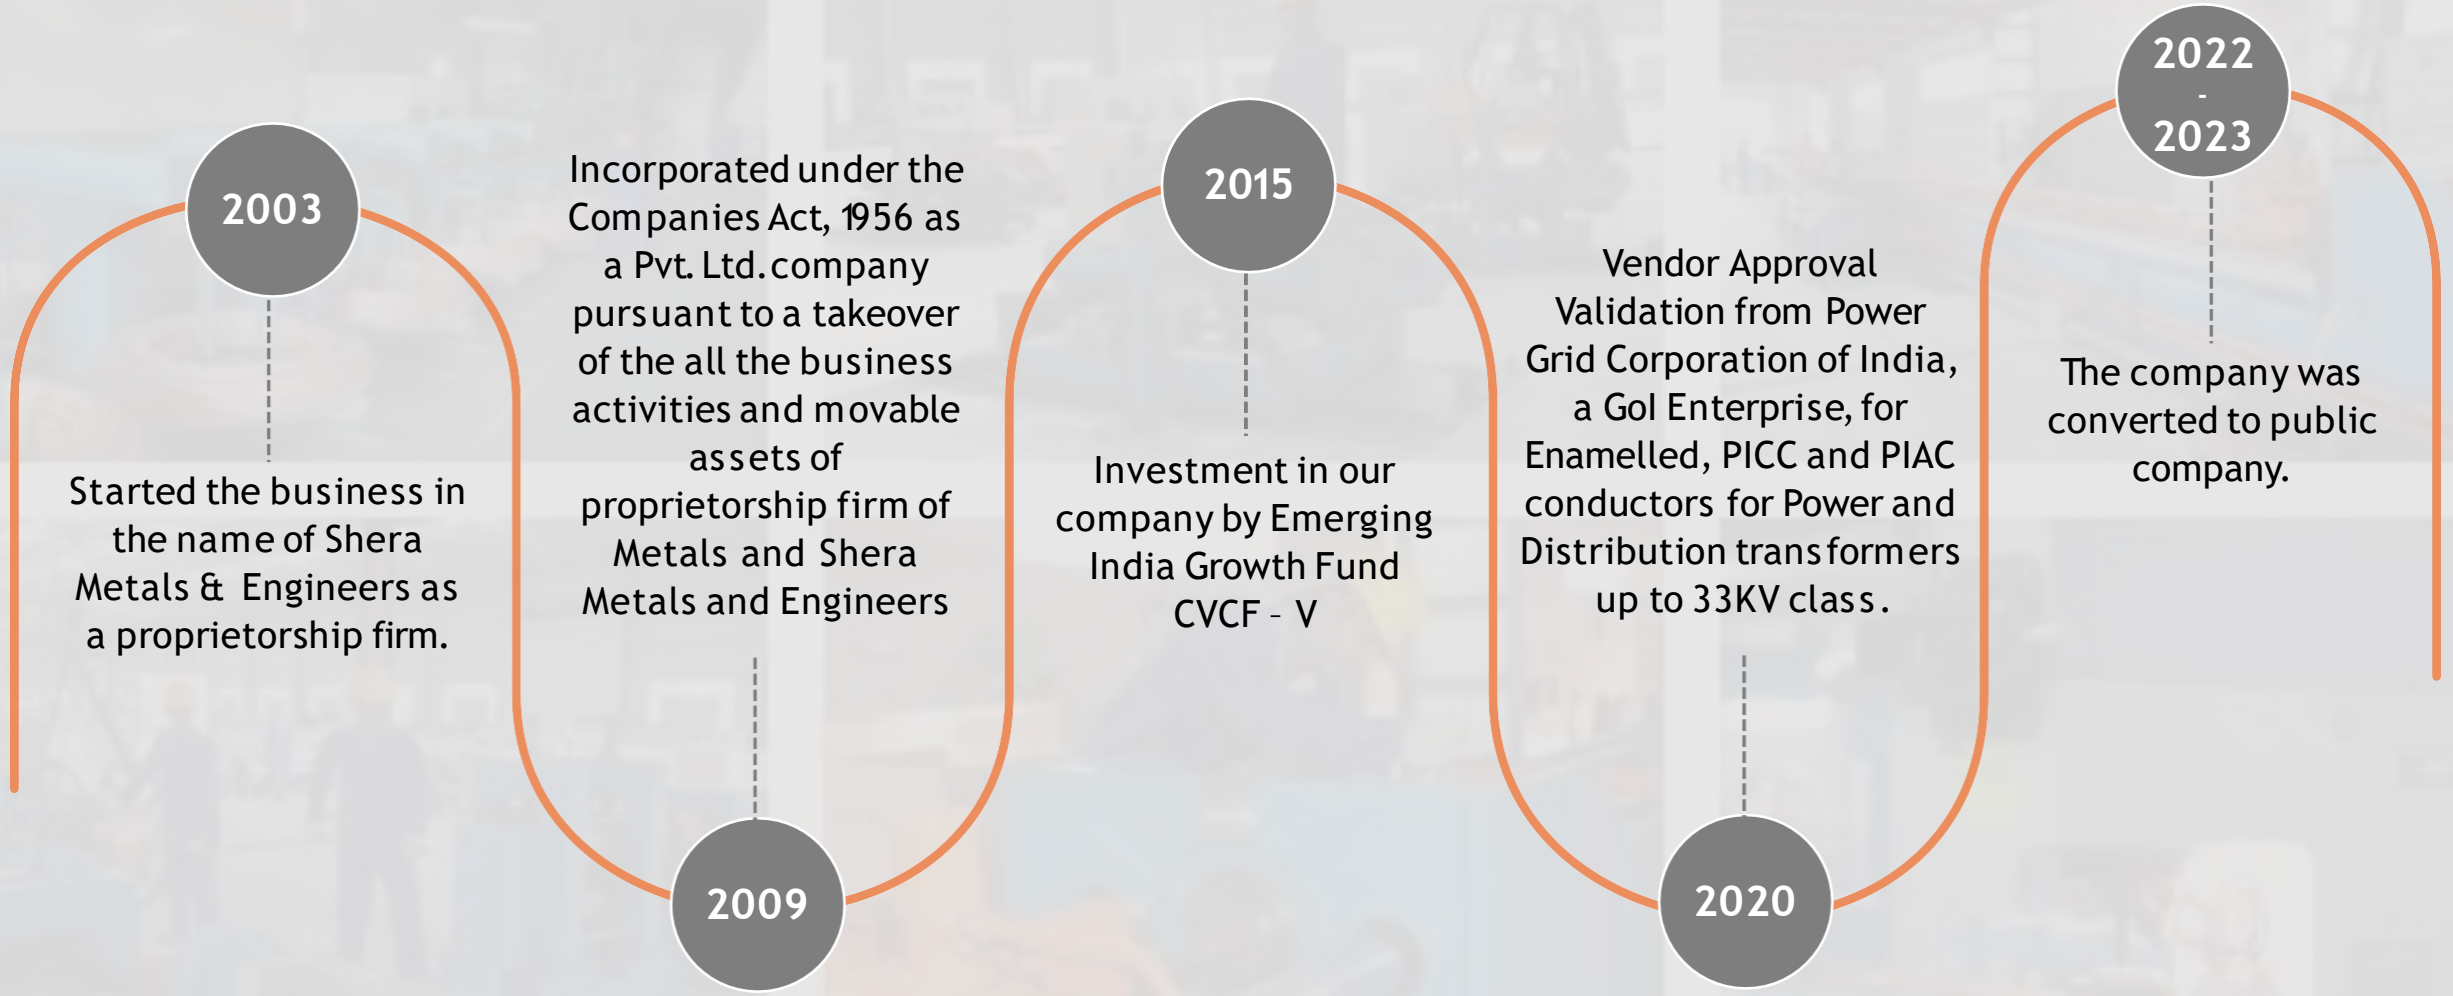 2003
Started the business in
the name of Shera
Metals & Engineers as
a proprietorship firm.
Incorporated under the
Companies Act, 1956 as
a Pvt. Ltd. company
pursuant to a takeover
of the all the business
activities and movable
assets of
proprietorship firm of
Metals and Shera
Metals and Engineers
2009
2015
Investment in our
company by Emerging
India Growth Fund
CVCF – V
Vendor Approval
Validation from Power
Grid Corporation of India,
a GoI Enterprise, for
Enamelled, PICC and PIAC
conductors for Power and
Distribution transformers
up to 33KV class.
2020
2022
-
2023
The company was
converted to public
company.